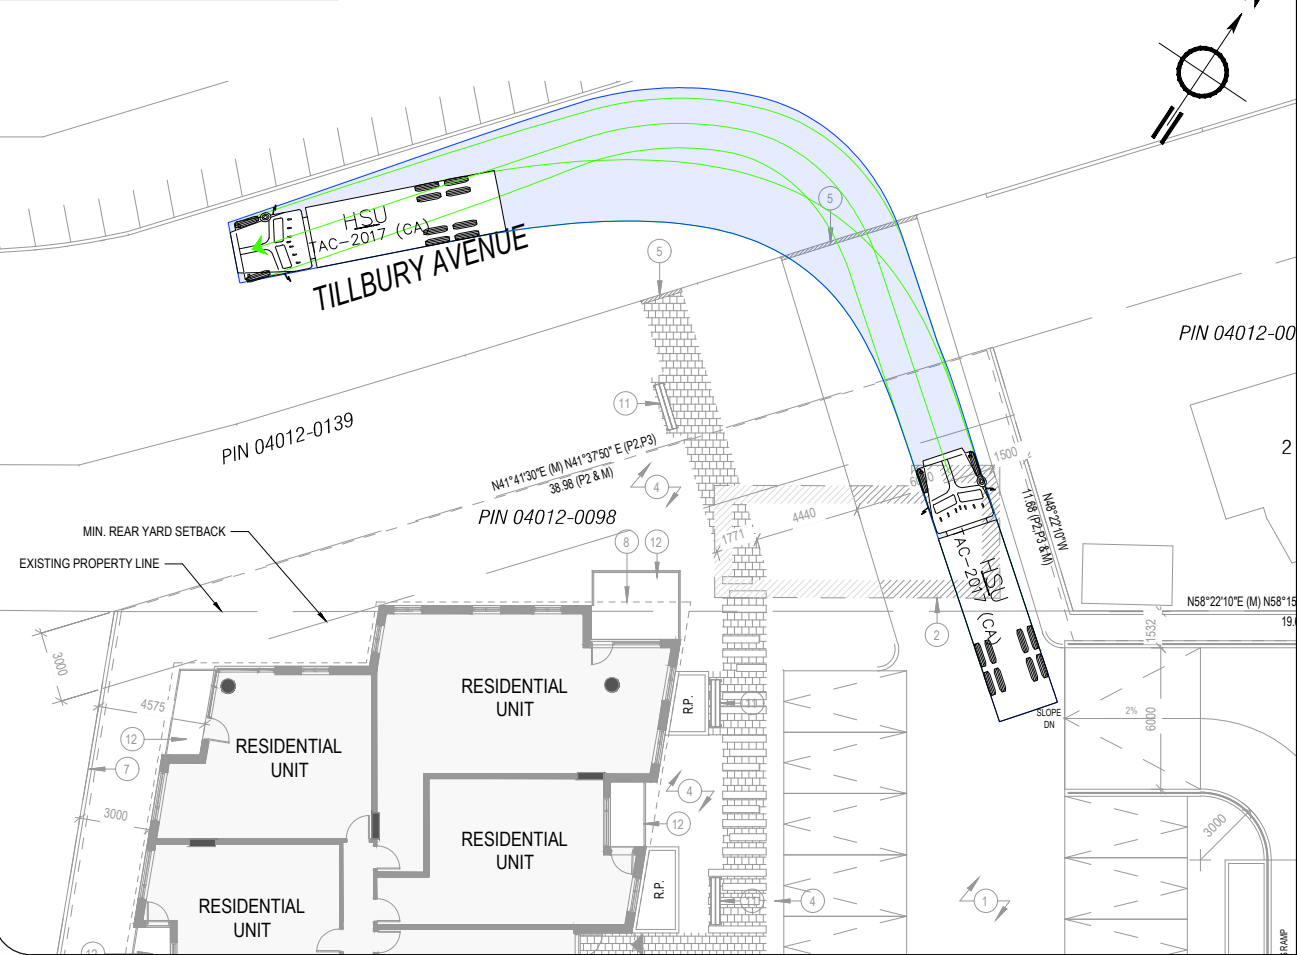 5
5
HSU
TAC-2017 (CA)
TILLBURY AVENUE
PIN 04012-00
PIN 04012-0139
11
N41°41'30"E (M) N41°37'50" E (P2,P3)
38.98 (P2 & M)
4
PIN 04012-0098
2
1500
4440
1771
N48°22'10"W
11.68 (P2,P3 & M)
MIN. REAR YARD SETBACK
EXISTING PROPERTY LINE
8
12
HSU
TAC-2017 (CA)
2
N58°22'10"E (M) N58°15
1532
3000
4575
12
7
3000
RESIDENTIAL
UNIT
RESIDENTIAL
UNIT
R.P.
11
SLOPE
DN
2%
6000
4
12
RESIDENTIAL
UNIT
3000
R.P.
4
1
RESIDENTIAL
UNIT
12
RAMP